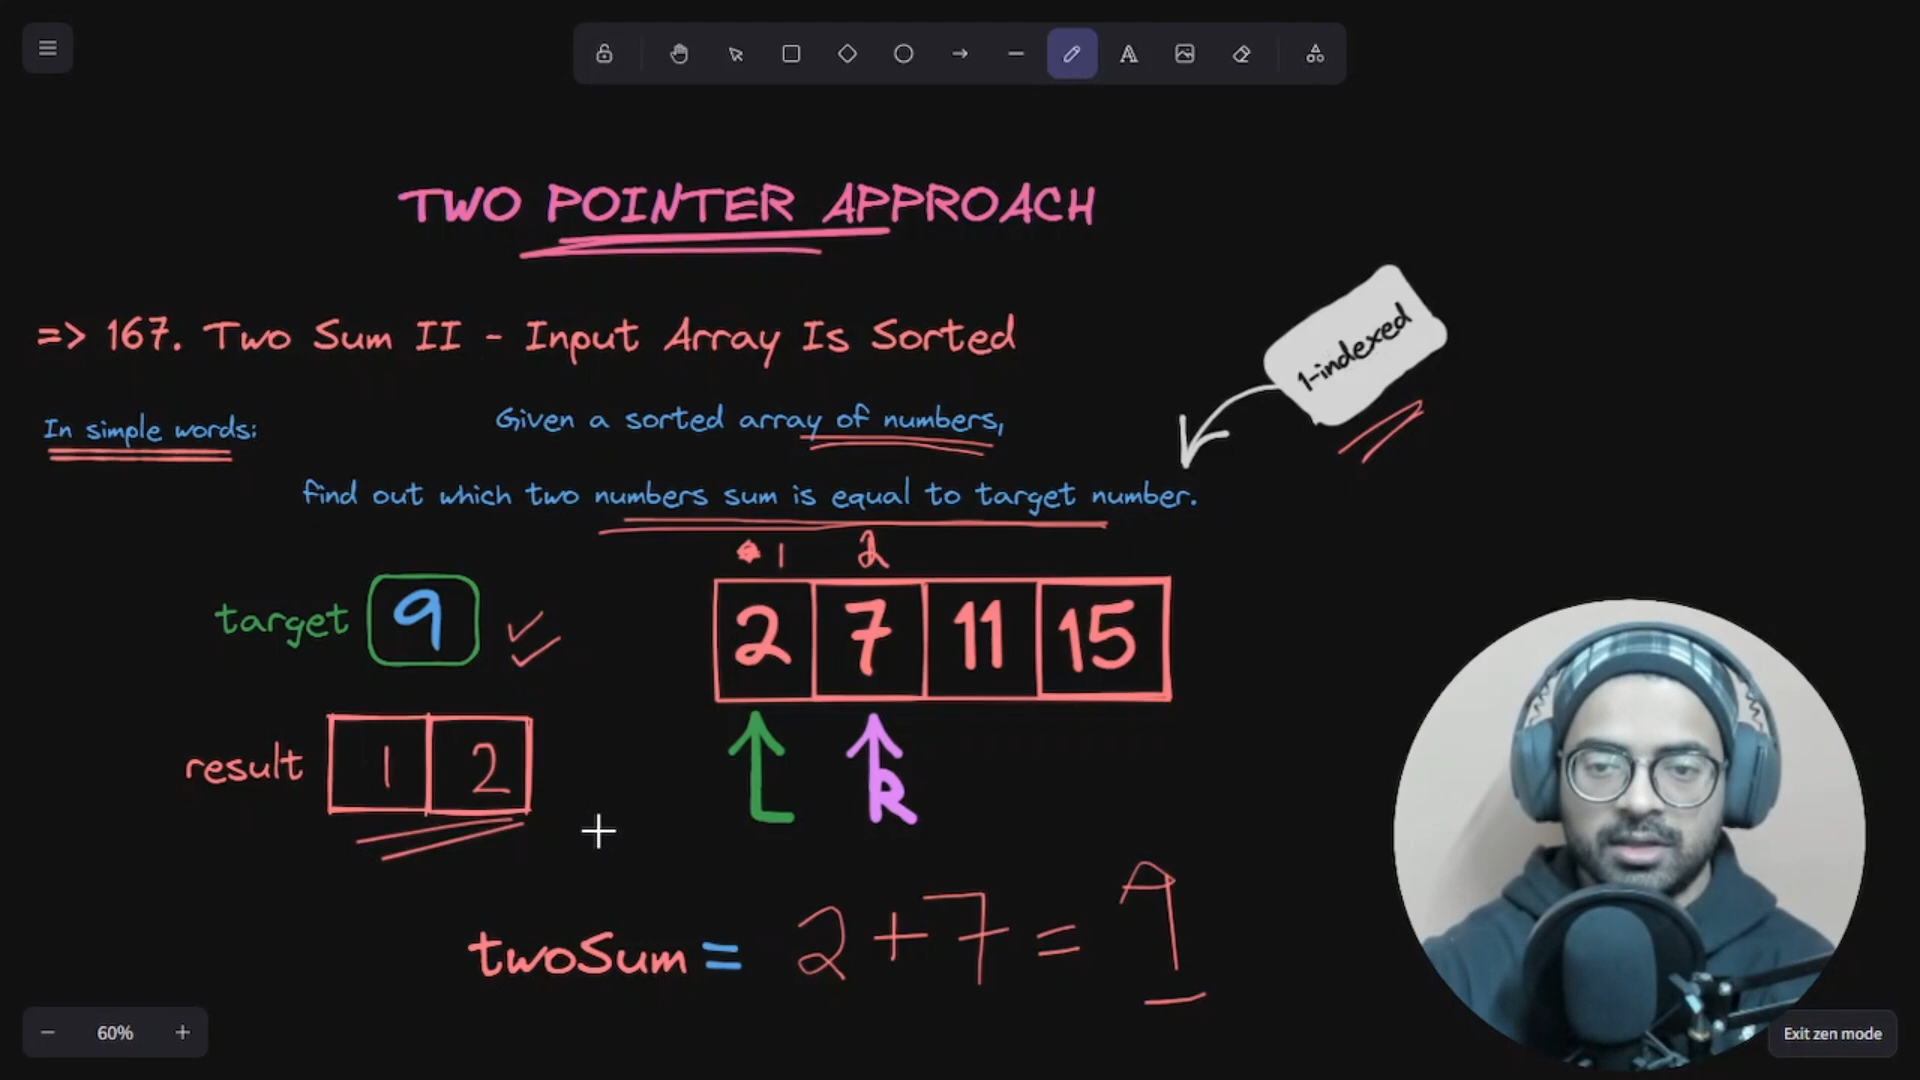 TWO POINTER APPROACH
=> 167. Two Sum II - Input Array Is Sorted
1-indexed
In simple words:
Given a sorted array of numbers,
find out which two numbers sum is equal to target number.
1 2
target 9
2 7 11 15
result 1 2
L R
twoSum = 2 + 7 = 9
60%
Exit zen mode